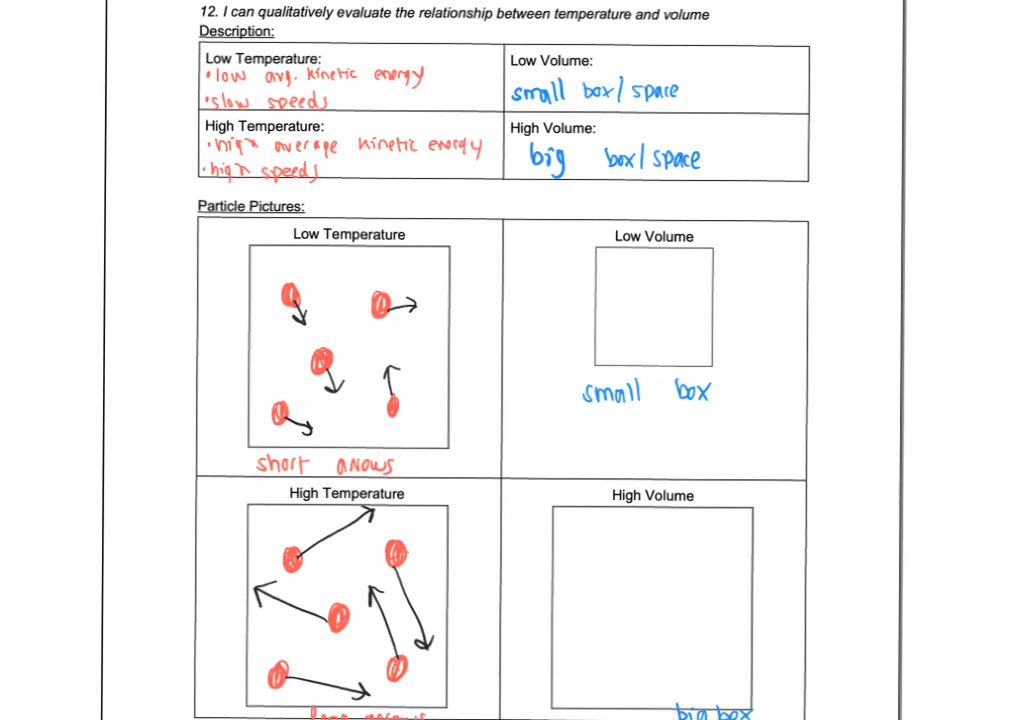 12. I can qualitatively evaluate the relationship between temperature and volume
Description:
Low Temperature:
•low avg. kinetic energy
•slow speeds
Low Volume:
small box/space
High Temperature:
•high average kinetic energy
•high speeds
High Volume:
big box/space
Particle Pictures:
Low Temperature
short arrows
Low Volume
small box
High Temperature
long arrows
High Volume
big box